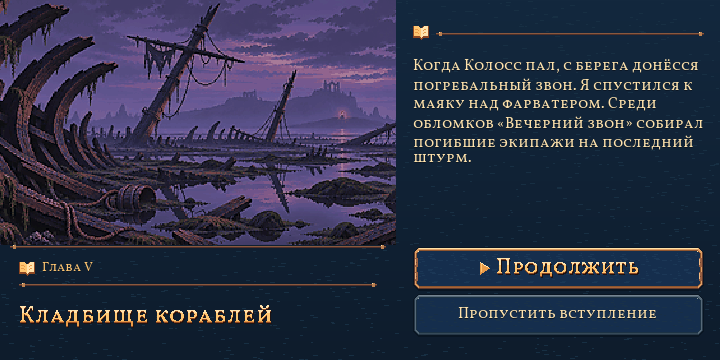 Глава V
Кладбище кораблей
Когда Колосс пал, с берега донёсся
погребальный звон. Я спустился к
маяку над фарватером. Среди
обломков «Вечерний звон» собирал
погибшие экипажи на последний
штурм.
Продолжить
Пропустить вступление